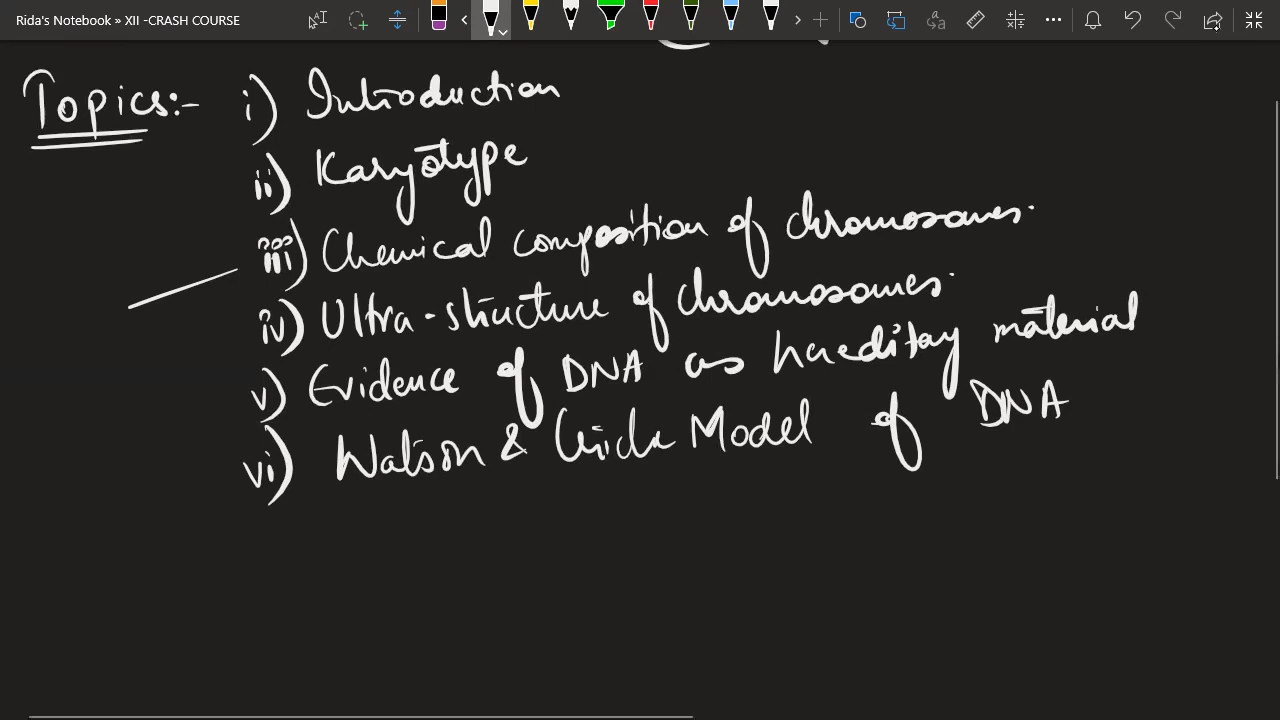 Rida's Notebook » XII -CRASH COURSE
Topics:- i) Introduction
ii) Karyotype
iii) Chemical composition of chromosomes.
iv) Ultra-structure of chromosomes.
v) Evidence of DNA as hereditay material
vi) Watson & Crick Model of DNA